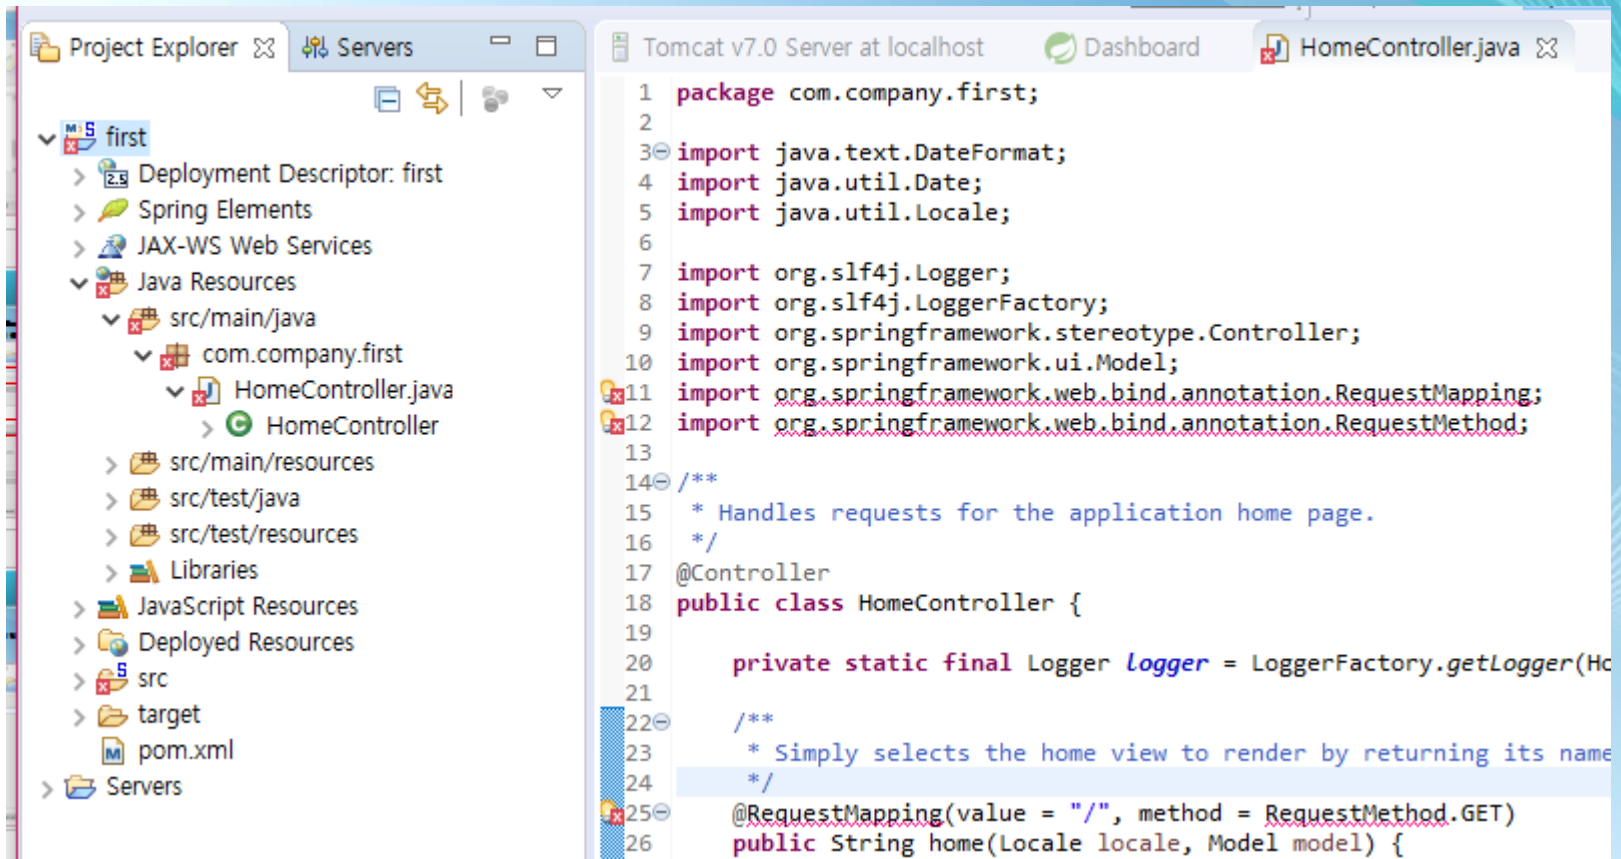 Project Explorer
Servers
first
Deployment Descriptor: first
Spring Elements
JAX-WS Web Services
Java Resources
src/main/java
com.company.first
HomeController.java
HomeController
src/main/resources
src/test/java
src/test/resources
Libraries
JavaScript Resources
Deployed Resources
src
target
pom.xml
Servers
Tomcat v7.0 Server at localhost
Dashboard
HomeController.java
1 package com.company.first;
2
3 import java.text.DateFormat;
4 import java.util.Date;
5 import java.util.Locale;
6
7 import org.slf4j.Logger;
8 import org.slf4j.LoggerFactory;
9 import org.springframework.stereotype.Controller;
10 import org.springframework.ui.Model;
11 import org.springframework.web.bind.annotation.RequestMapping;
12 import org.springframework.web.bind.annotation.RequestMethod;
13
14 /**
15 * Handles requests for the application home page.
16 */
17 @Controller
18 public class HomeController {
19
20 private static final Logger logger = LoggerFactory.getLogger(Ho
21
22 /**
23 * Simply selects the home view to render by returning its name
24 */
25 @RequestMapping(value = "/", method = RequestMethod.GET)
26 public String home(Locale locale, Model model) {